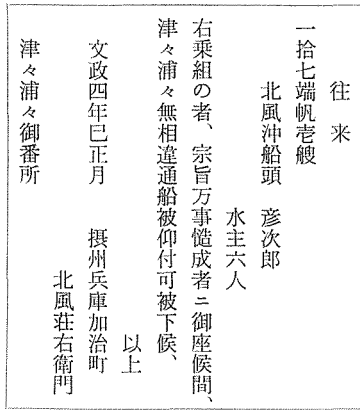 往来
一拾七端帆壱艘
北風沖船頭　彦次郎
水主六人
右乗組の者、宗旨万事慥成者ニ御座候間、
津々浦々無相違通船被仰付可被下候、
以上
文政四年巳正月　摂州兵庫加治町
北風荘右衛門
津々浦々御番所